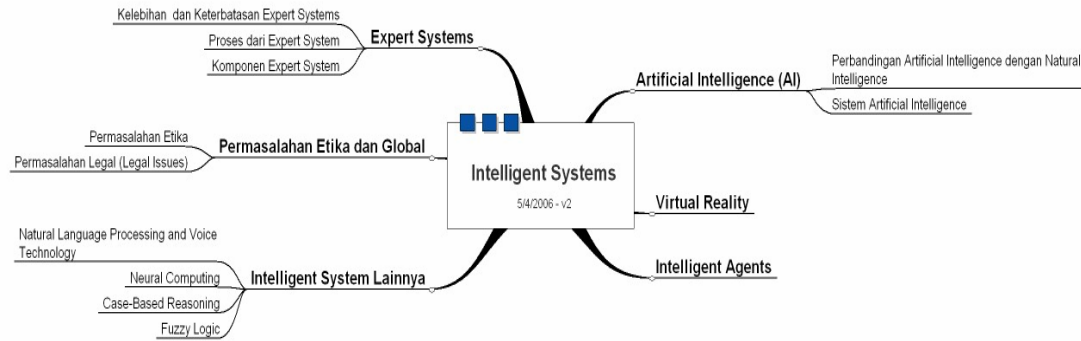 Kelebihan dan Keterbatasan Expert Systems
Proses dari Expert System
Komponen Expert System
Expert Systems
Permasalahan Etika
Permasalahan Legal (Legal Issues)
Permasalahan Etika dan Global
Natural Language Processing and Voice
Technology
Neural Computing
Case-Based Reasoning
Fuzzy Logic
Intelligent System Lainnya
Intelligent Systems
5/4/2006 - v2
Artificial Intelligence (AI)
Perbandingan Artificial Intelligence dengan Natural
Intelligence
Sistem Artificial Intelligence
Virtual Reality
Intelligent Agents